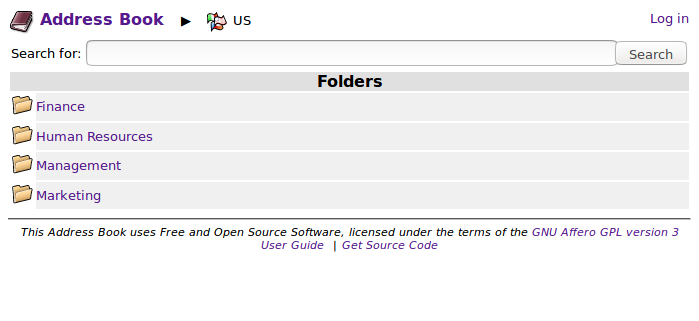 Address Book ▶ US Log in
Search for: Search
Folders
Finance
Human Resources
Management
Marketing
This Address Book uses Free and Open Source Software, licensed under the terms of the GNU Affero GPL version 3
User Guide | Get Source Code